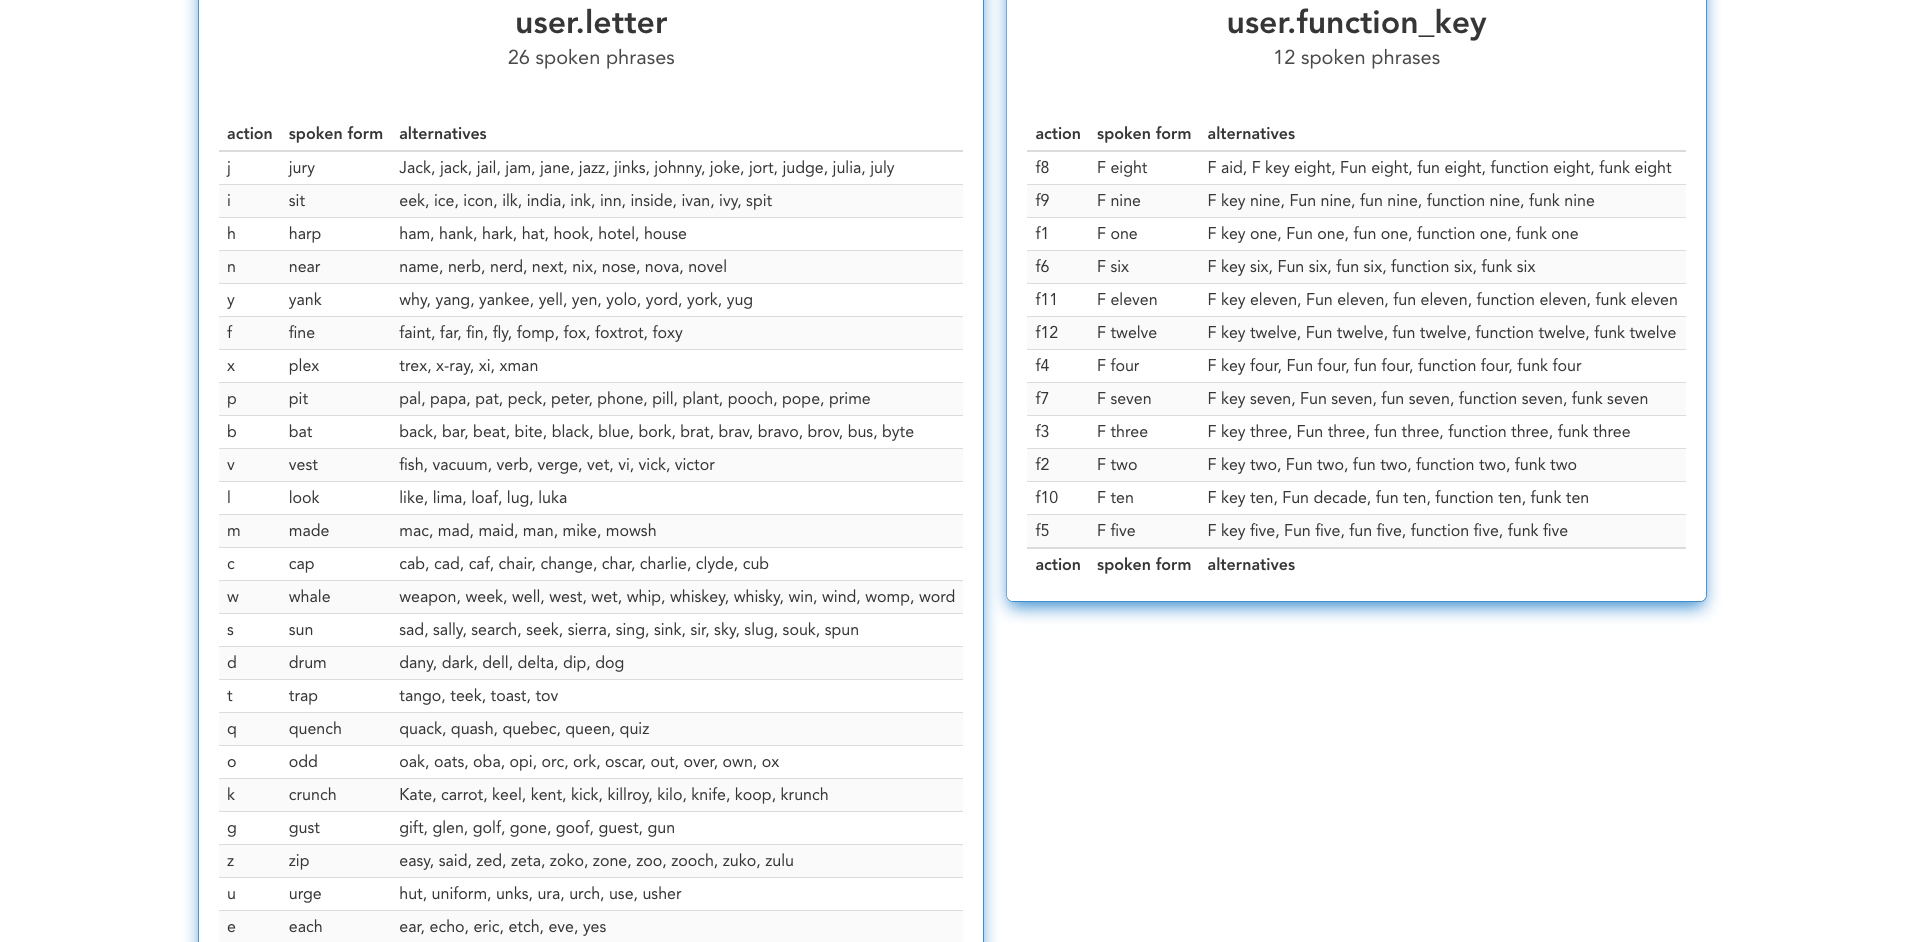 user.letter
26 spoken phrases
action spoken form alternatives
j jury Jack, jack, jail, jam, jane, jazz, jinks, johnny, joke, jort, judge, julia, july
i sit eek, ice, icon, ilk, india, ink, inn, inside, ivan, ivy, spit
h harp ham, hank, hark, hat, hook, hotel, house
n near name, nerb, nerd, next, nix, nose, nova, novel
y yank why, yang, yankee, yell, yen, yolo, yord, york, yug
f fine faint, far, fin, fly, fomp, fox, foxtrot, foxy
x plex trex, x-ray, xi, xman
p pit pal, papa, pat, peck, peter, phone, pill, plant, pooch, pope, prime
b bat back, bar, beat, bite, black, blue, bork, brat, brav, bravo, brov, bus, byte
v vest fish, vacuum, verb, verge, vet, vi, vick, victor
l look like, lima, loaf, lug, luka
m made mac, mad, maid, man, mike, mowsh
c cap cab, cad, caf, chair, change, char, charlie, clyde, cub
w whale weapon, week, well, west, wet, whip, whiskey, whisky, win, wind, womp, word
s sun sad, sally, search, seek, sierra, sing, sink, sir, sky, slug, souk, spun
d drum dany, dark, dell, delta, dip, dog
t trap tango, teek, toast, tov
q quench quack, quash, quebec, queen, quiz
o odd oak, oats, oba, opi, orc, ork, oscar, out, over, own, ox
k crunch Kate, carrot, keel, kent, kick, killroy, kilo, knife, koop, krunch
g gust gift, glen, golf, gone, goof, guest, gun
z zip easy, said, zed, zeta, zoko, zone, zoo, zooch, zuko, zulu
u urge hut, uniform, unks, ura, urch, use, usher
e each ear, echo, eric, etch, eve, yes
user.function_key
12 spoken phrases
action spoken form alternatives
f8 F eight F aid, F key eight, Fun eight, fun eight, function eight, funk eight
f9 F nine F key nine, Fun nine, fun nine, function nine, funk nine
f1 F one F key one, Fun one, fun one, function one, funk one
f6 F six F key six, Fun six, fun six, function six, funk six
f11 F eleven F key eleven, Fun eleven, fun eleven, function eleven, funk eleven
f12 F twelve F key twelve, Fun twelve, fun twelve, function twelve, funk twelve
f4 F four F key four, Fun four, fun four, function four, funk four
f7 F seven F key seven, Fun seven, fun seven, function seven, funk seven
f3 F three F key three, Fun three, fun three, function three, funk three
f2 F two F key two, Fun two, fun two, function two, funk two
f10 F ten F key ten, Fun decade, fun ten, function ten, funk ten
f5 F five F key five, Fun five, fun five, function five, funk five
action spoken form alternatives